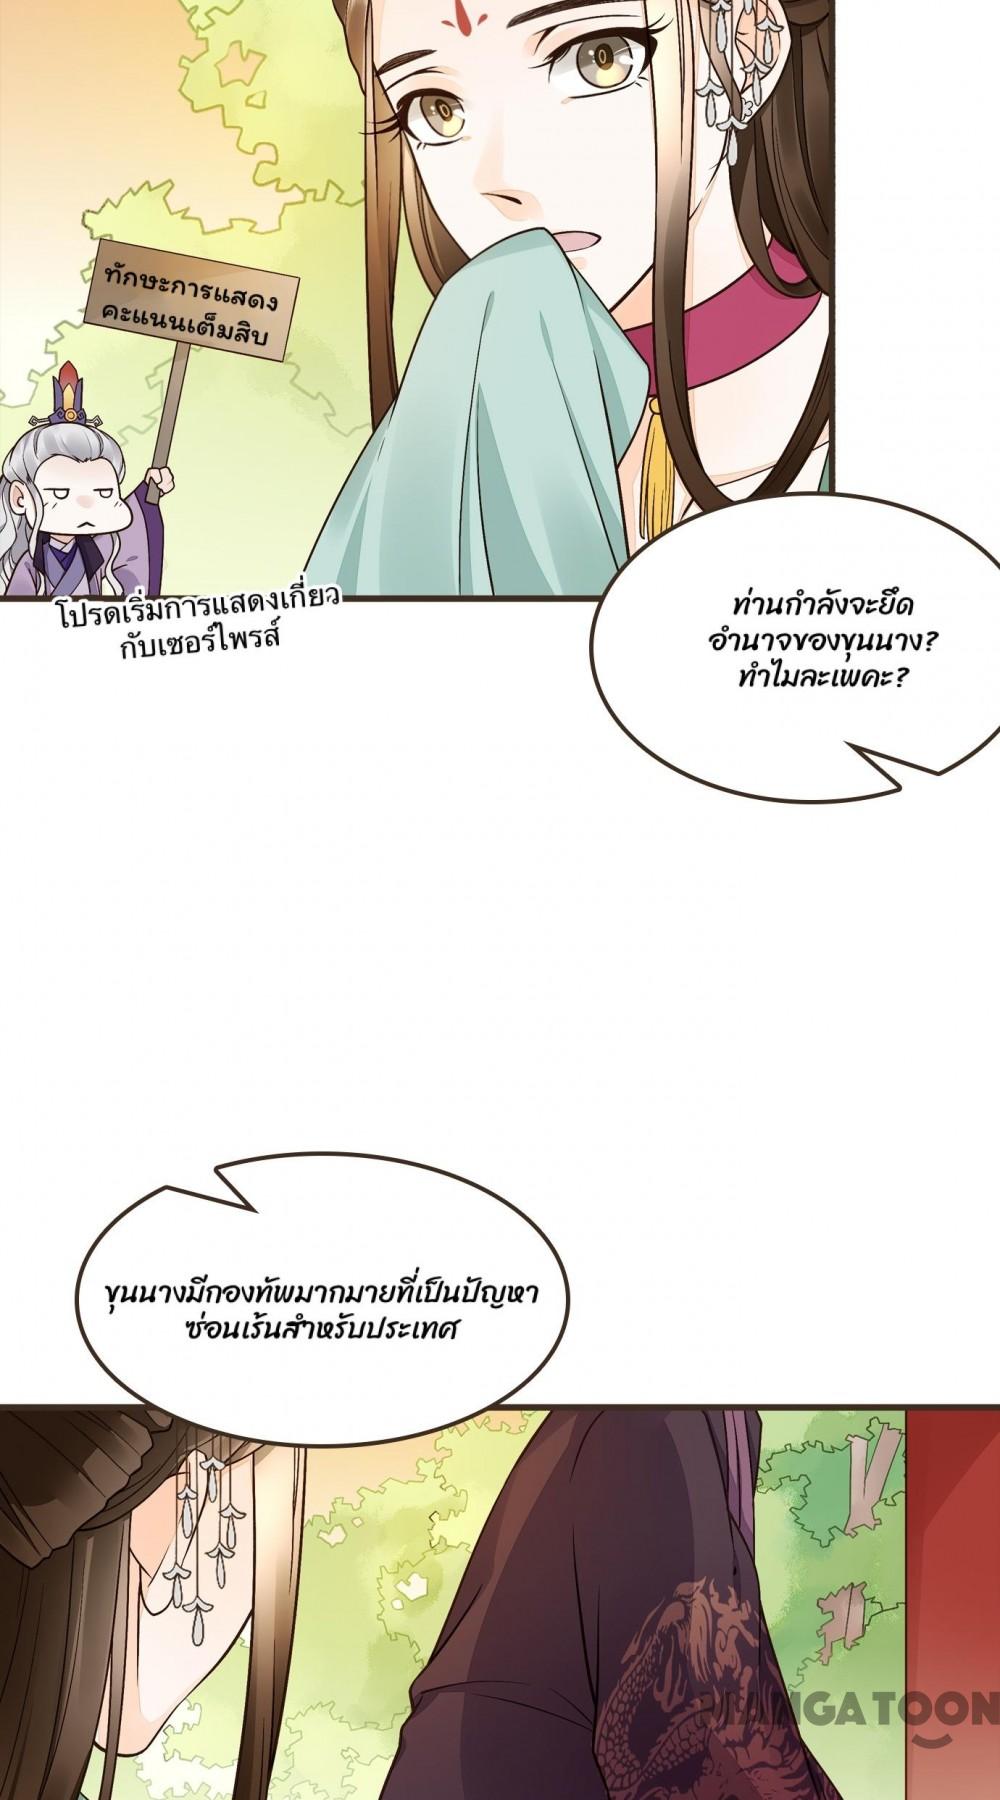 ทักษะการแสดง
คะแนนเต็มสิบ
โปรดเริ่มการแสดงเกี่ยว
กับเซอร์ไพรส์
ท่านกำลังจะยึด
อำนาจของขุนนาง?
ทำไมละเพคะ?
ขุนนางมีกองทัพมากมายที่เป็นปัญหา
ซ่อนเร้นสำหรับประเทศ
MANGATOON